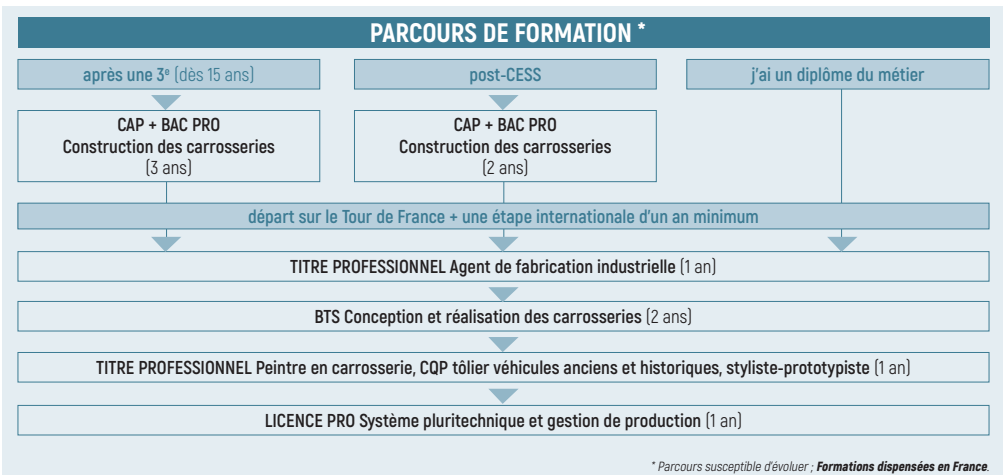 PARCOURS DE FORMATION *
après une 3e (dès 15 ans)
post-CESS
j'ai un diplôme du métier
CAP + BAC PRO
Construction des carrosseries
(3 ans)
CAP + BAC PRO
Construction des carrosseries
(2 ans)
départ sur le Tour de France + une étape internationale d'un an minimum
TITRE PROFESSIONNEL Agent de fabrication industrielle (1 an)
BTS Conception et réalisation des carrosseries (2 ans)
TITRE PROFESSIONNEL Peintre en carrosserie, CQP tôlier véhicules anciens et historiques, styliste-prototypiste (1 an)
LICENCE PRO Système pluritechnique et gestion de production (1 an)
* Parcours susceptible d'évoluer ; Formations dispensées en France.